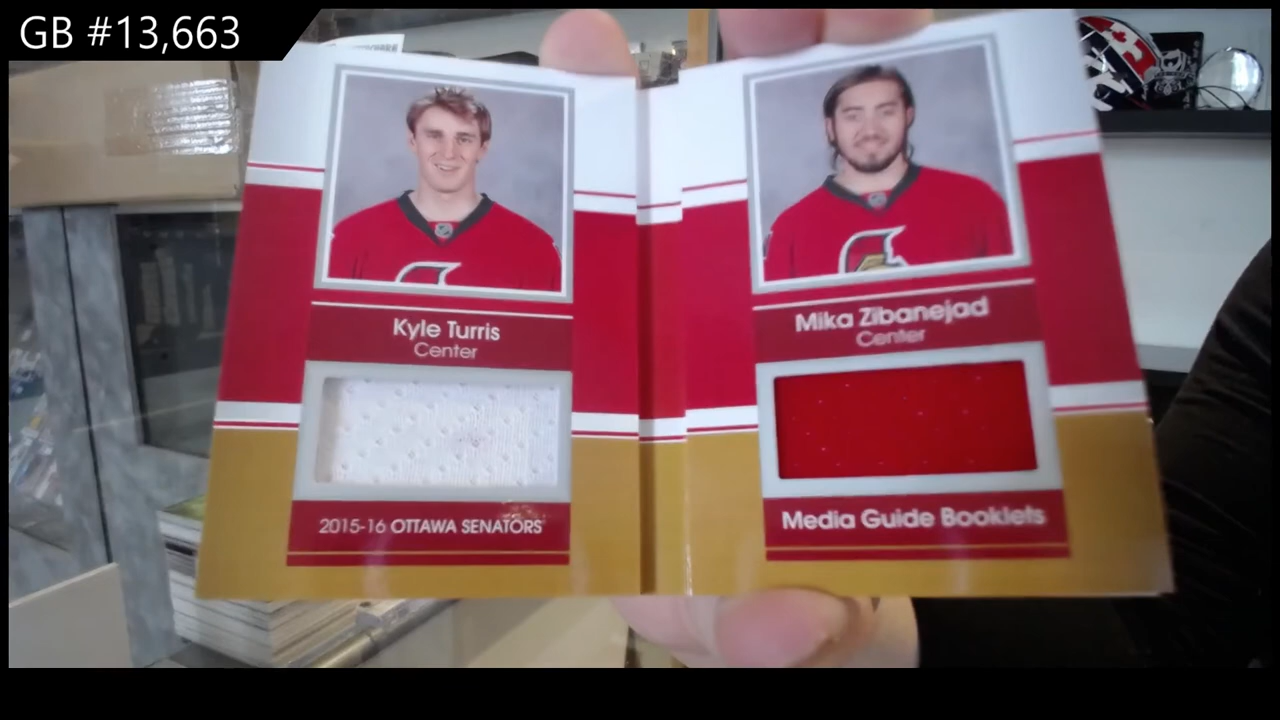 GB #13,663
Kyle Turris
Center
2015-16 OTTAWA SENATORS
Mika Zibanejad
Center
Media Guide Booklets